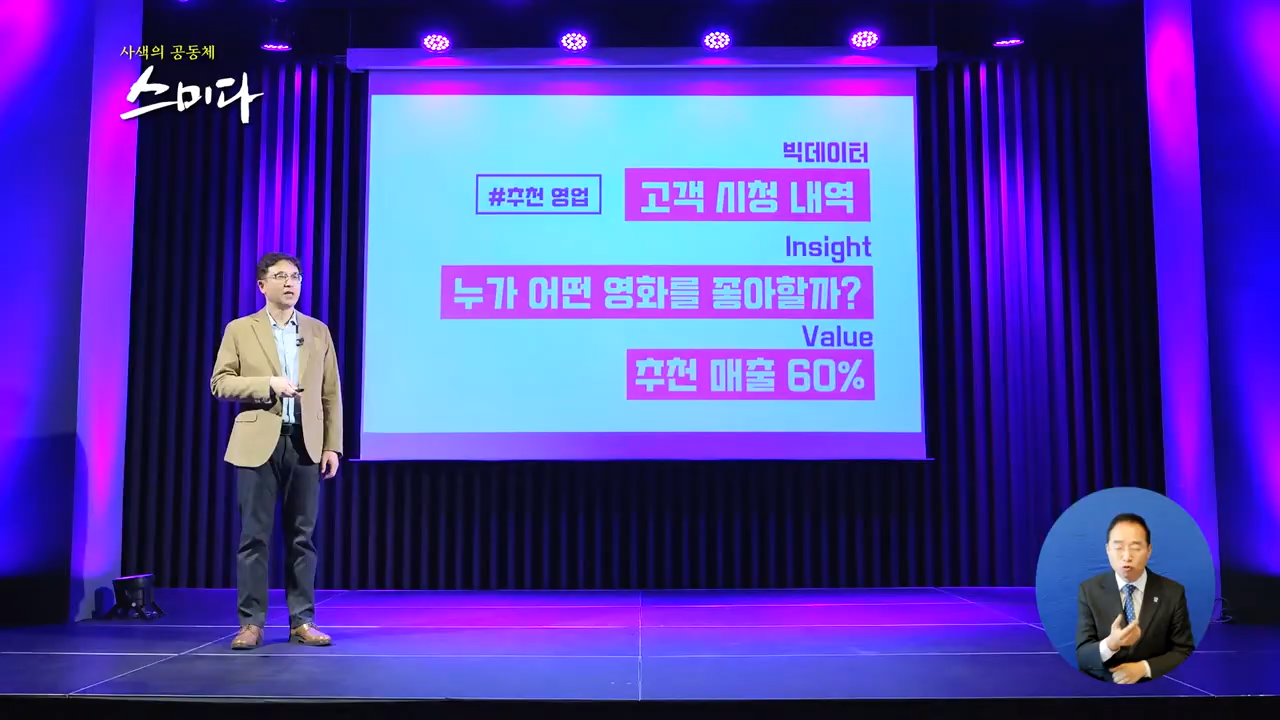 사색의 공동체
스미다
빅데이터
#추천 영업
고객 시청 내역
Insight
누가 어떤 영화를 좋아할까?
Value
추천 매출 60%